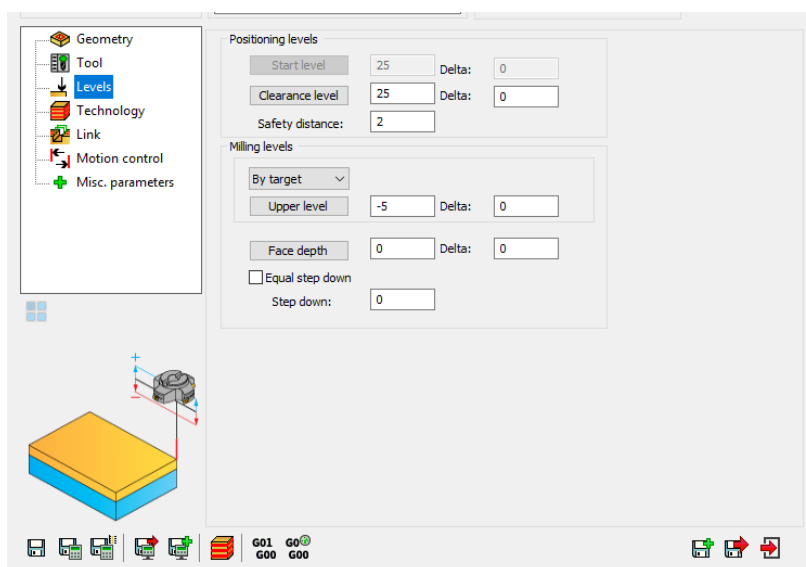 Geometry
Tool
Levels
Technology
Link
Motion control
Misc. parameters
Positioning levels
Start level 25 Delta: 0
Clearance level 25 Delta: 0
Safety distance: 2
Milling levels
By target
Upper level -5 Delta: 0
Face depth 0 Delta: 0
Equal step down
Step down: 0
+
−
G01 G00
G00 G00